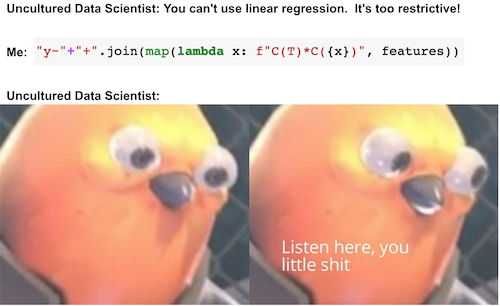 Uncultured Data Scientist: You can't use linear regression.  It's too restrictive!
Me: "y~"+"+".join(map(lambda x: f"C(T)*C({x})", features))
Uncultured Data Scientist:
Listen here, you
little shit